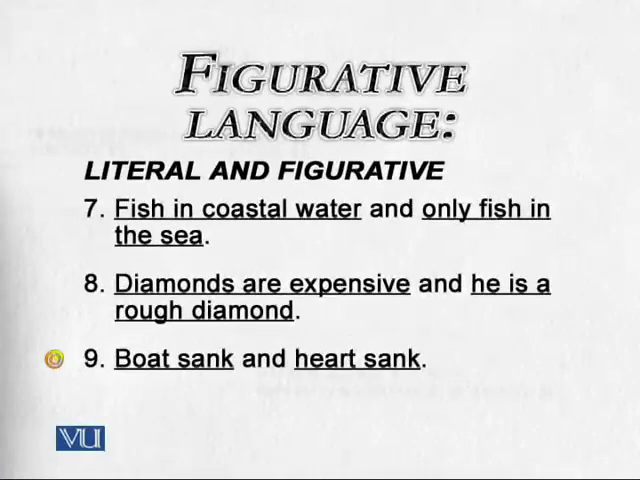 FIGURATIVE
LANGUAGE:
LITERAL AND FIGURATIVE
7. Fish in coastal water and only fish in
the sea.
8. Diamonds are expensive and he is a
rough diamond.
9. Boat sank and heart sank.
VU